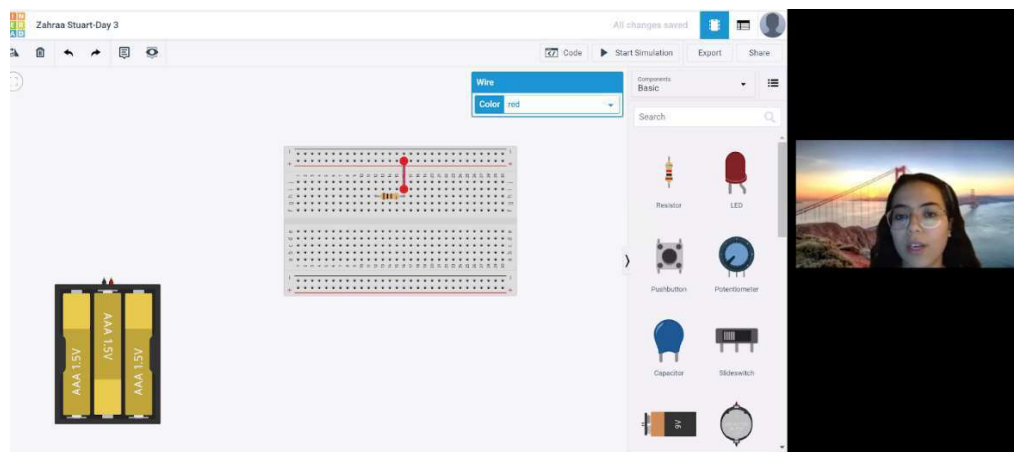 Zahraa Stuart-Day 3
All changes saved
Code
Start Simulation
Export
Share
Wire
Color red
Components
Basic
Search
Resistor
LED
Pushbutton
Potentiometer
Capacitor
Slideswitch
9V
AAA 1.5V
AAA 1.5V
AAA 1.5V